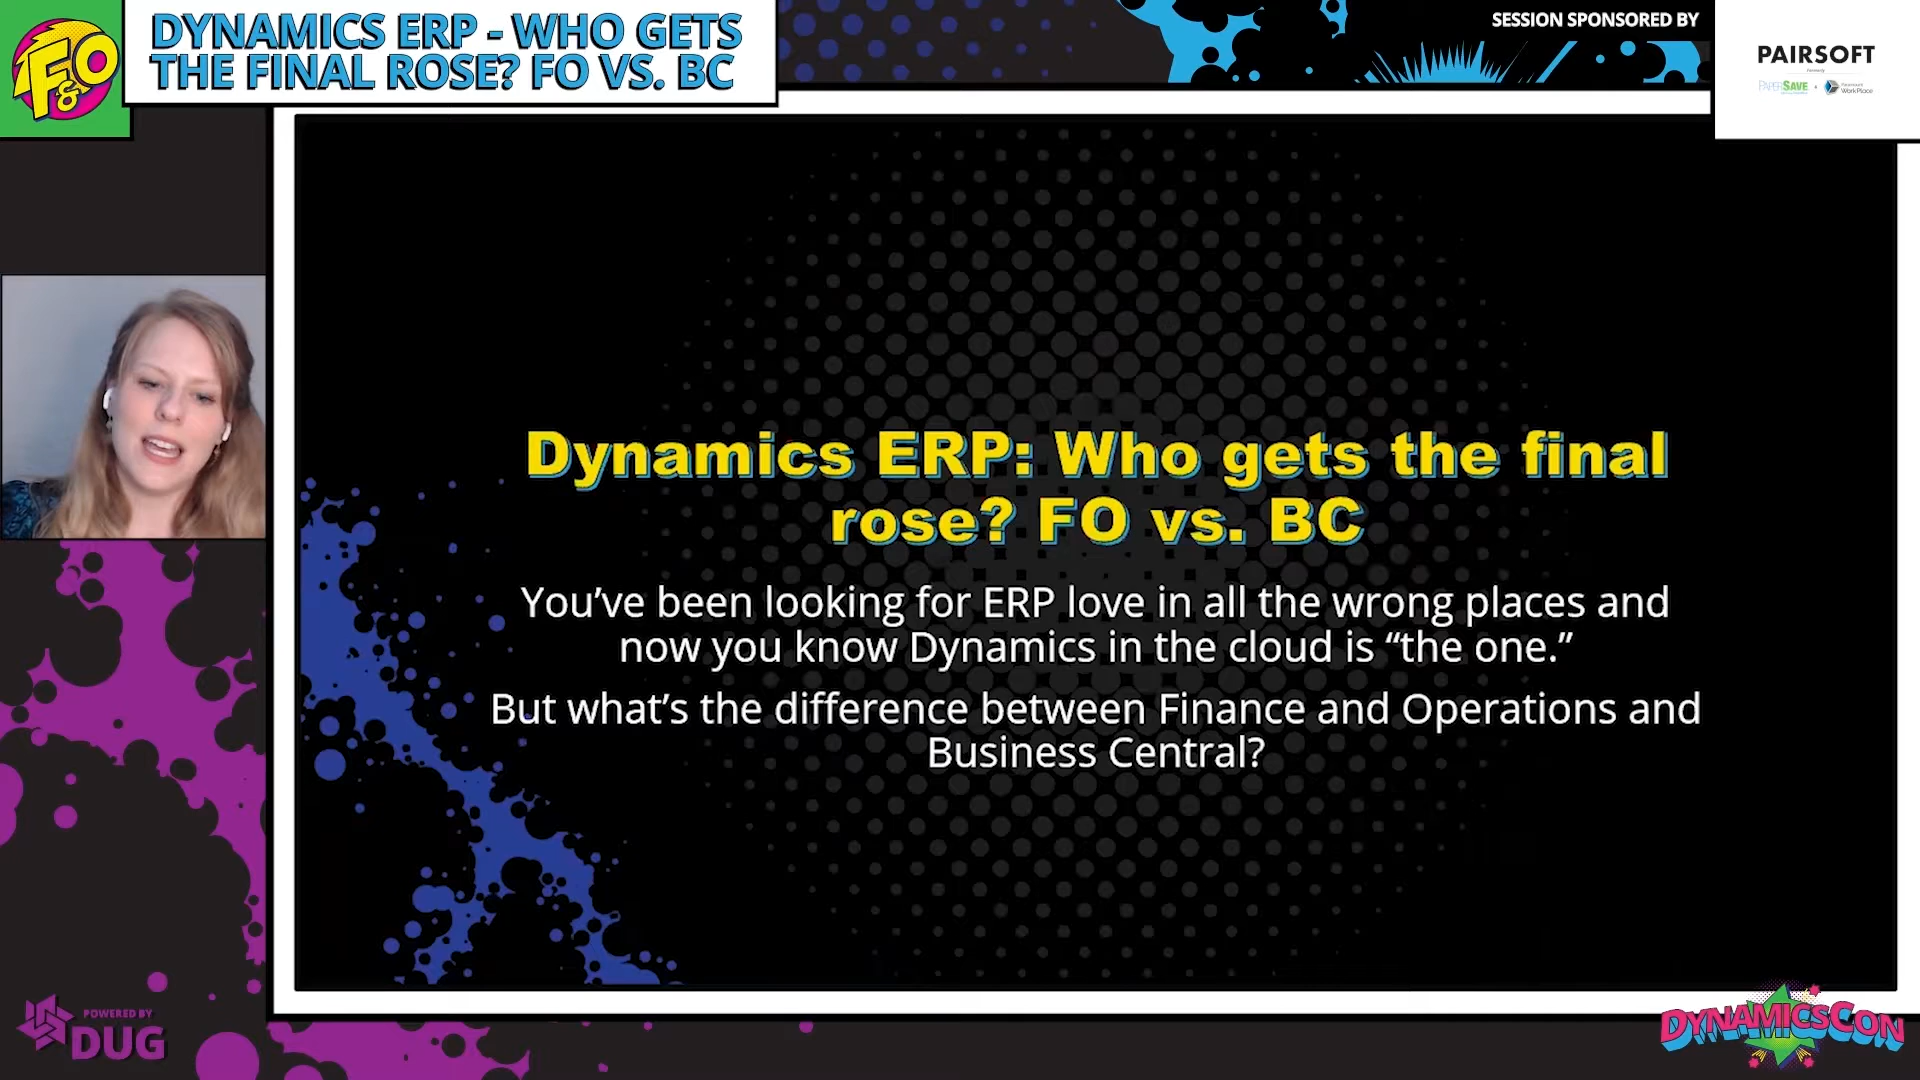 F&O
DYNAMICS ERP - WHO GETS
THE FINAL ROSE? FO VS. BC
SESSION SPONSORED BY
PAIRSOFT
PAPERSAVE
WorkPlace
Dynamics ERP: Who gets the final
rose? FO vs. BC
You’ve been looking for ERP love in all the wrong places and
now you know Dynamics in the cloud is “the one.”
But what’s the difference between Finance and Operations and
Business Central?
POWERED BY
DUG
DYNAMICSCON